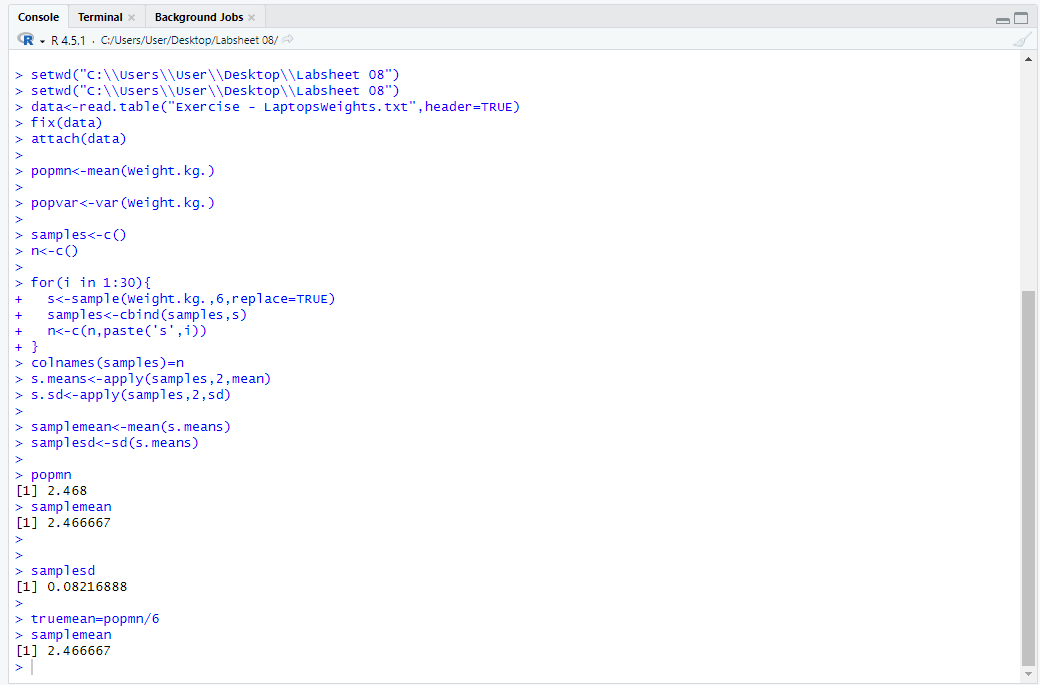 Console Terminal Background Jobs
R R 4.5.1 · C:/Users/User/Desktop/Labsheet 08/
> setwd("C:\\Users\\User\\Desktop\\Labsheet 08")
> setwd("C:\\Users\\User\\Desktop\\Labsheet 08")
> data<-read.table("Exercise - LaptopsWeights.txt",header=TRUE)
> fix(data)
> attach(data)
>
> popmn<-mean(Weight.kg.)
>
> popvar<-var(Weight.kg.)
>
> samples<-c()
> n<-c()
>
> for(i in 1:30){
+   s<-sample(Weight.kg.,6,replace=TRUE)
+   samples<-cbind(samples,s)
+   n<-c(n,paste('s',i))
+ }
> colnames(samples)=n
> s.means<-apply(samples,2,mean)
> s.sd<-apply(samples,2,sd)
>
> samplemean<-mean(s.means)
> samplesd<-sd(s.means)
>
> popmn
[1] 2.468
> samplemean
[1] 2.466667
>
>
> samplesd
[1] 0.08216888
>
> truemean=popmn/6
> samplemean
[1] 2.466667
>